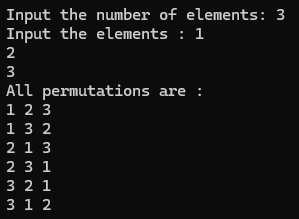 Input the number of elements: 3
Input the elements : 1
2
3
All permutations are :
1 2 3
1 3 2
2 1 3
2 3 1
3 2 1
3 1 2